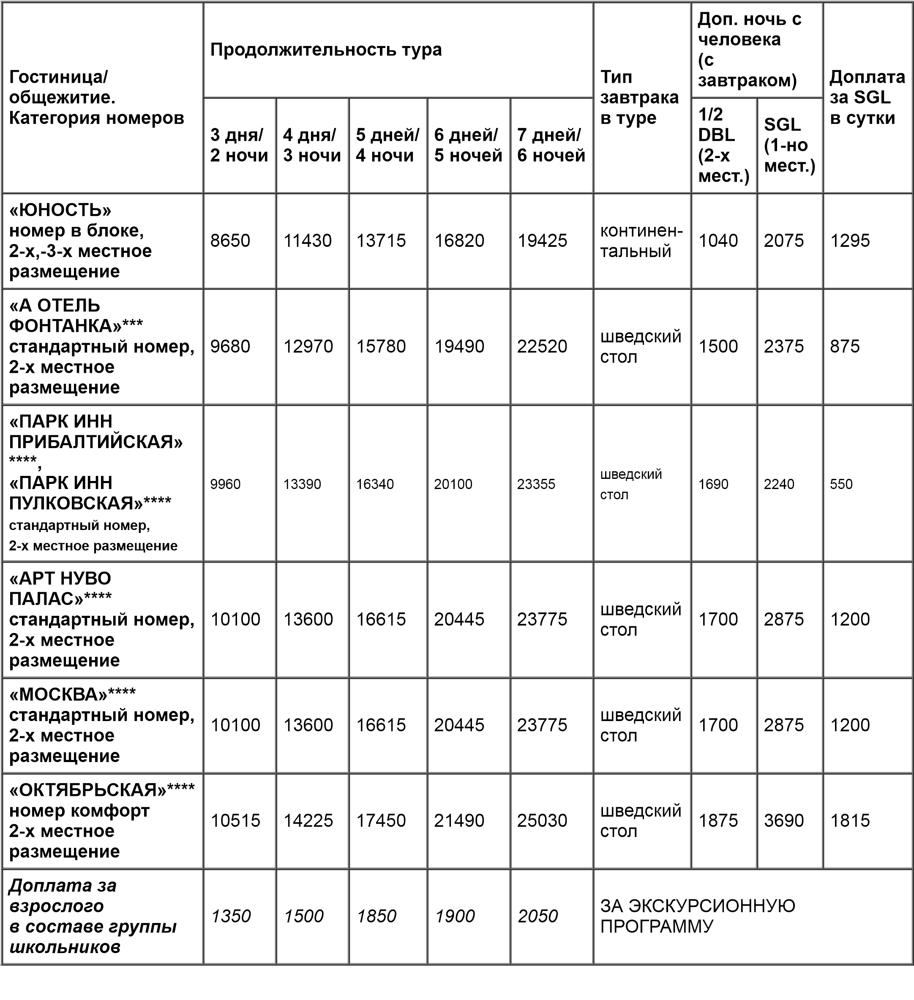 Гостиница/
общежитие.
Категория номеров
Продолжительность тура
Тип
завтрака
в туре
Доп. ночь с
человека
(с
завтраком)
Доплата
за SGL
в сутки
3 дня/
2 ночи
4 дня/
3 ночи
5 дней/
4 ночи
6 дней/
5 ночей
7 дней/
6 ночей
1/2
DBL
(2-х
мест.)
SGL
(1-но
мест.)
«ЮНОСТЬ»
номер в блоке,
2-х,-3-х местное
размещение
8650
11430
13715
16820
19425
континен-
тальный
1040
2075
1295
«А ОТЕЛЬ
ФОНТАНКА»***
стандартный номер,
2-х местное
размещение
9680
12970
15780
19490
22520
шведский
стол
1500
2375
875
«ПАРК ИНН
ПРИБАЛТИЙСКАЯ»
****,
«ПАРК ИНН
ПУЛКОВСКАЯ»****
стандартный номер,
2-х местное размещение
9960
13390
16340
20100
23355
шведский
стол
1690
2240
550
«АРТ НУВО
ПАЛАС»****
стандартный номер,
2-х местное
размещение
10100
13600
16615
20445
23775
шведский
стол
1700
2875
1200
«МОСКВА»****
стандартный номер,
2-х местное
размещение
10100
13600
16615
20445
23775
шведский
стол
1700
2875
1200
«ОКТЯБРЬСКАЯ»****
номер комфорт
2-х местное
размещение
10515
14225
17450
21490
25030
шведский
стол
1875
3690
1815
Доплата за
взрослого
в составе группы
школьников
1350
1500
1850
1900
2050
ЗА ЭКСКУРСИОННУЮ
ПРОГРАММУ